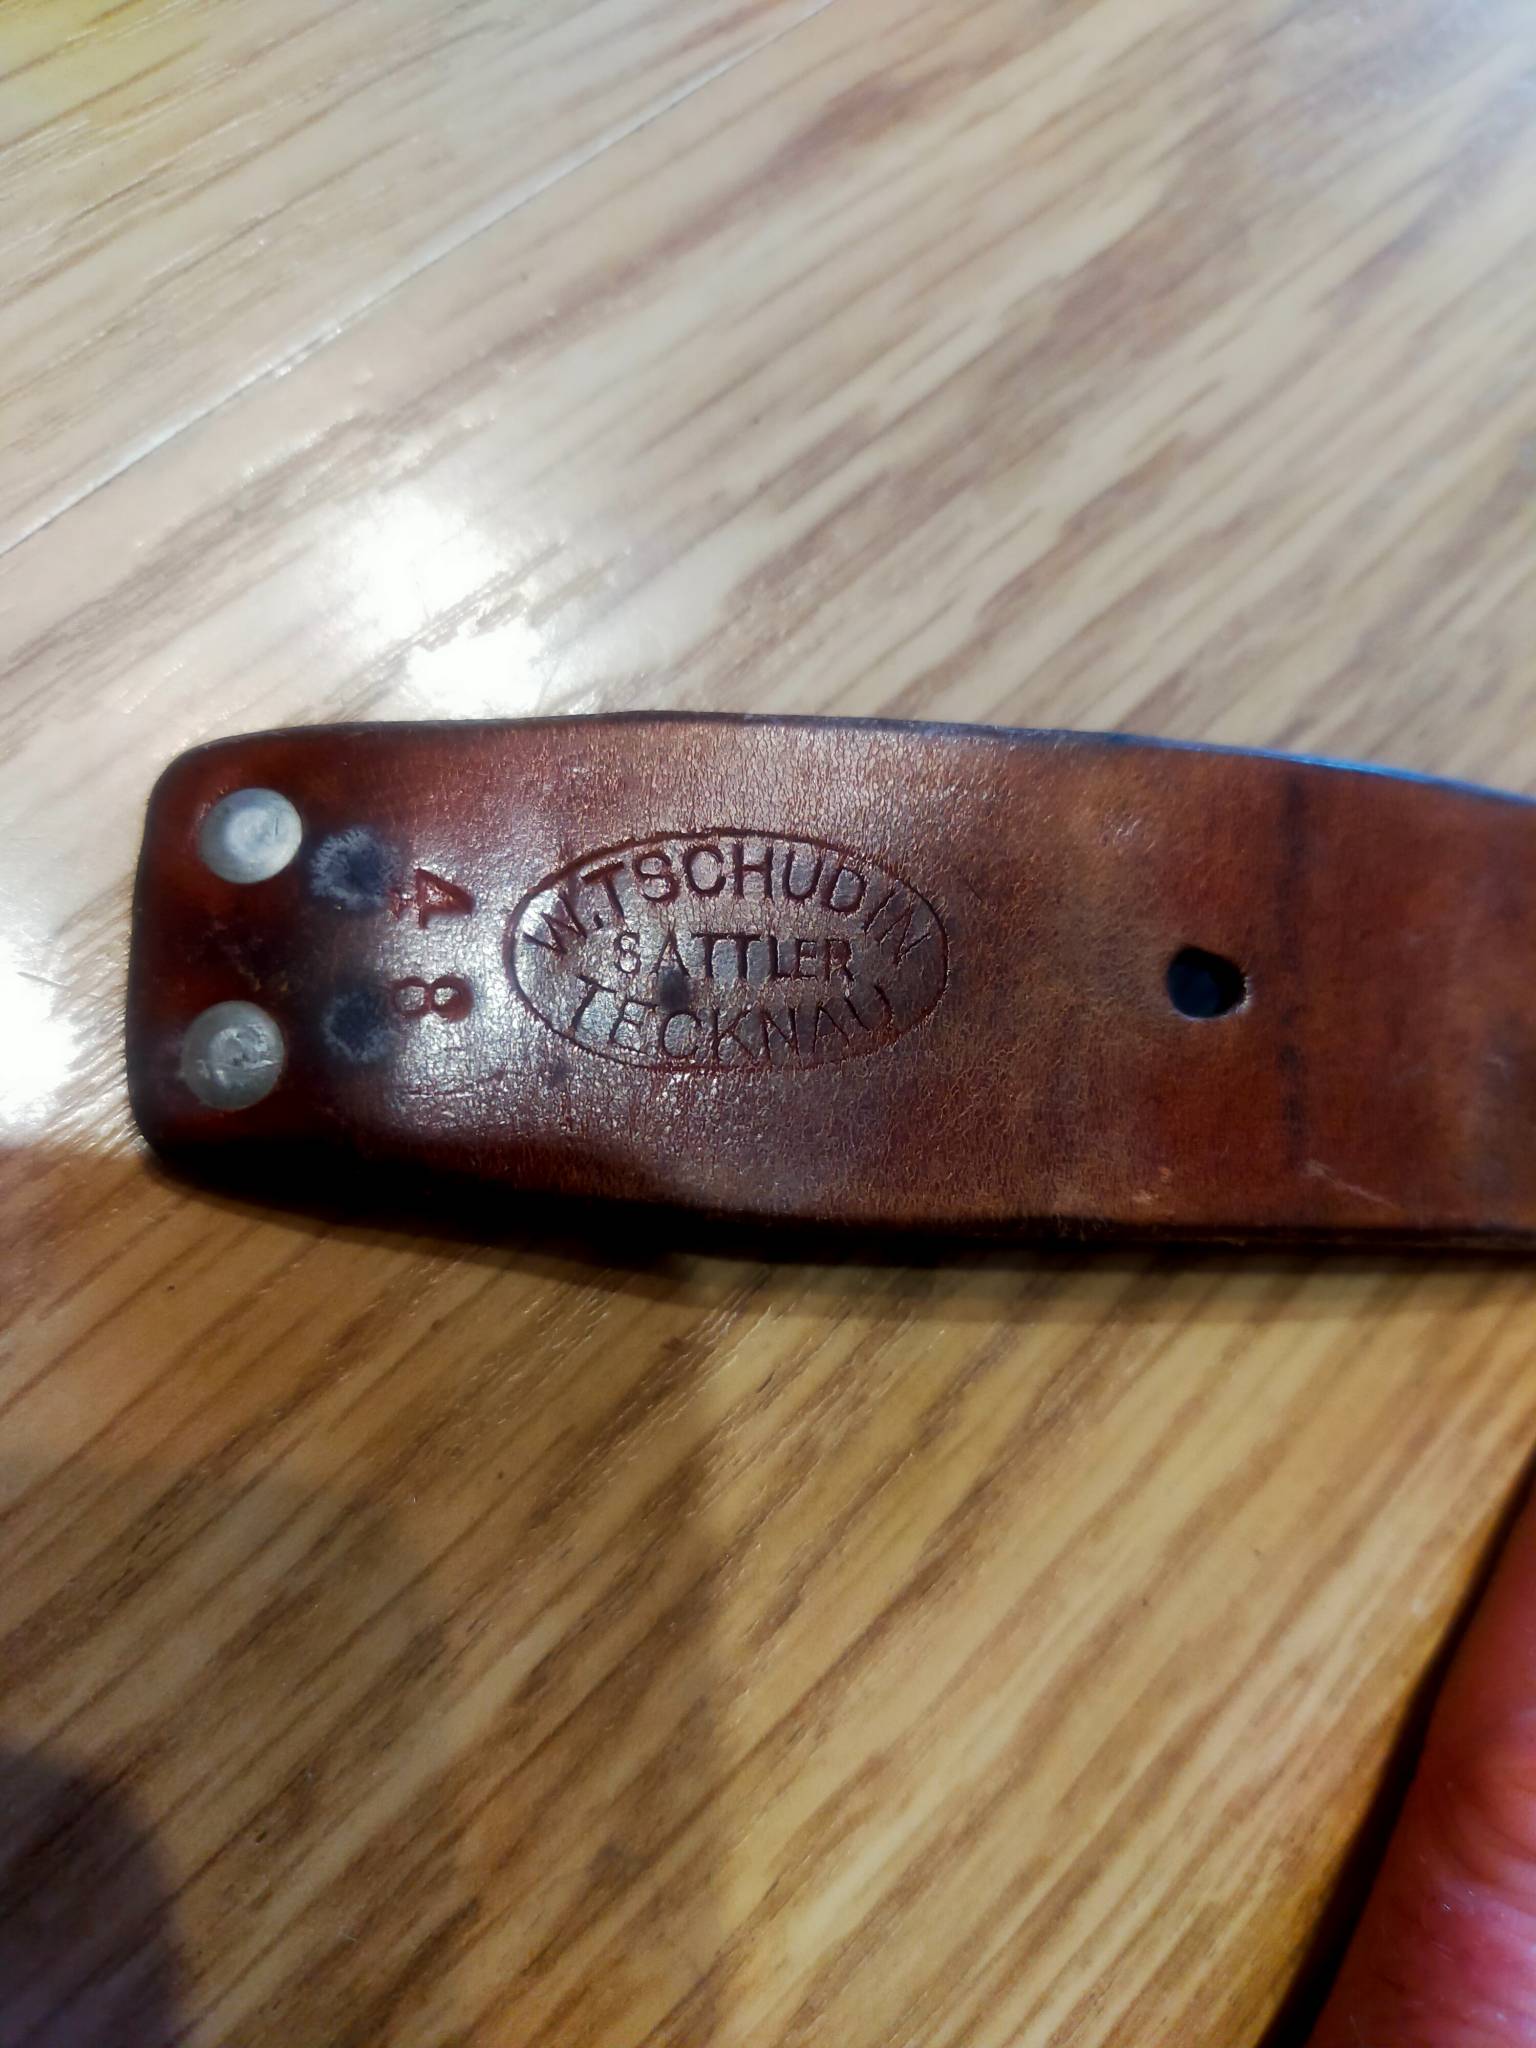 48
W. TSCHUDIN
SATTLER
TECKNAU